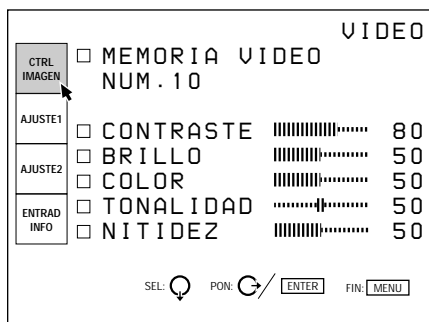 VIDEO
CTRL
IMAGEN
AJUSTE1
AJUSTE2
ENTRAD
INFO
MEMORIA VIDEO
NUM.10
CONTRASTE 80
BRILLO 50
COLOR 50
TONALIDAD 50
NITIDEZ 50
SEL: PON: / ENTER FIN: MENU